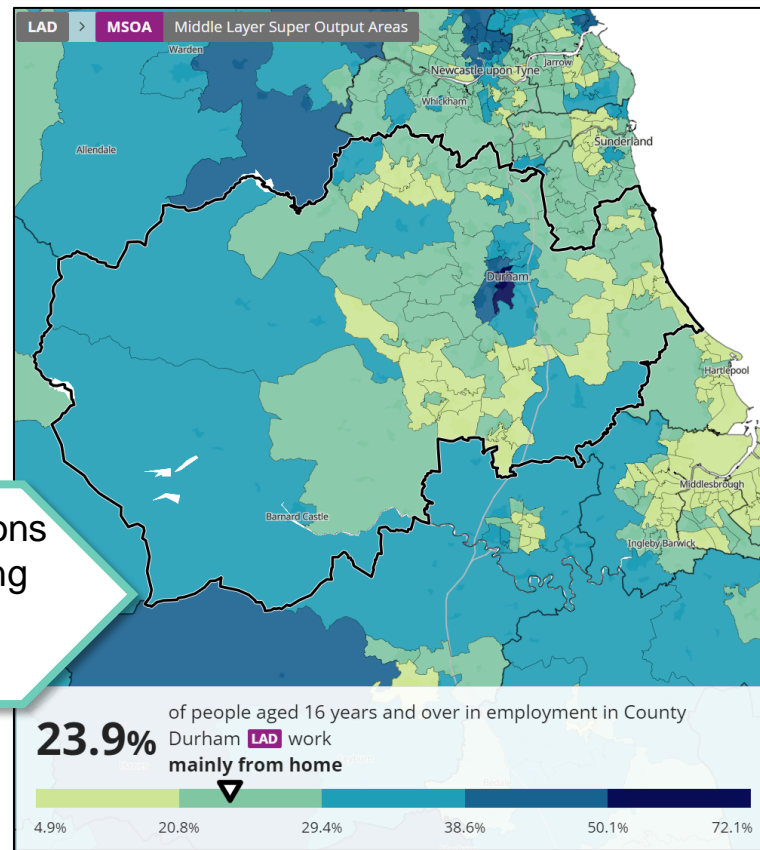 LAD > MSOA Middle Layer Super Output Areas
Warden
Newcastle upon Tyne
Jarrow
Whickham
Sunderland
Allendale
Durham
Hartlepool
Middlesbrough
Barnard Castle
Ingleby Barwick
23.9%
of people aged 16 years and over in employment in County
Durham LAD work
mainly from home
4.9% 20.8% 29.4% 38.6% 50.1% 72.1%